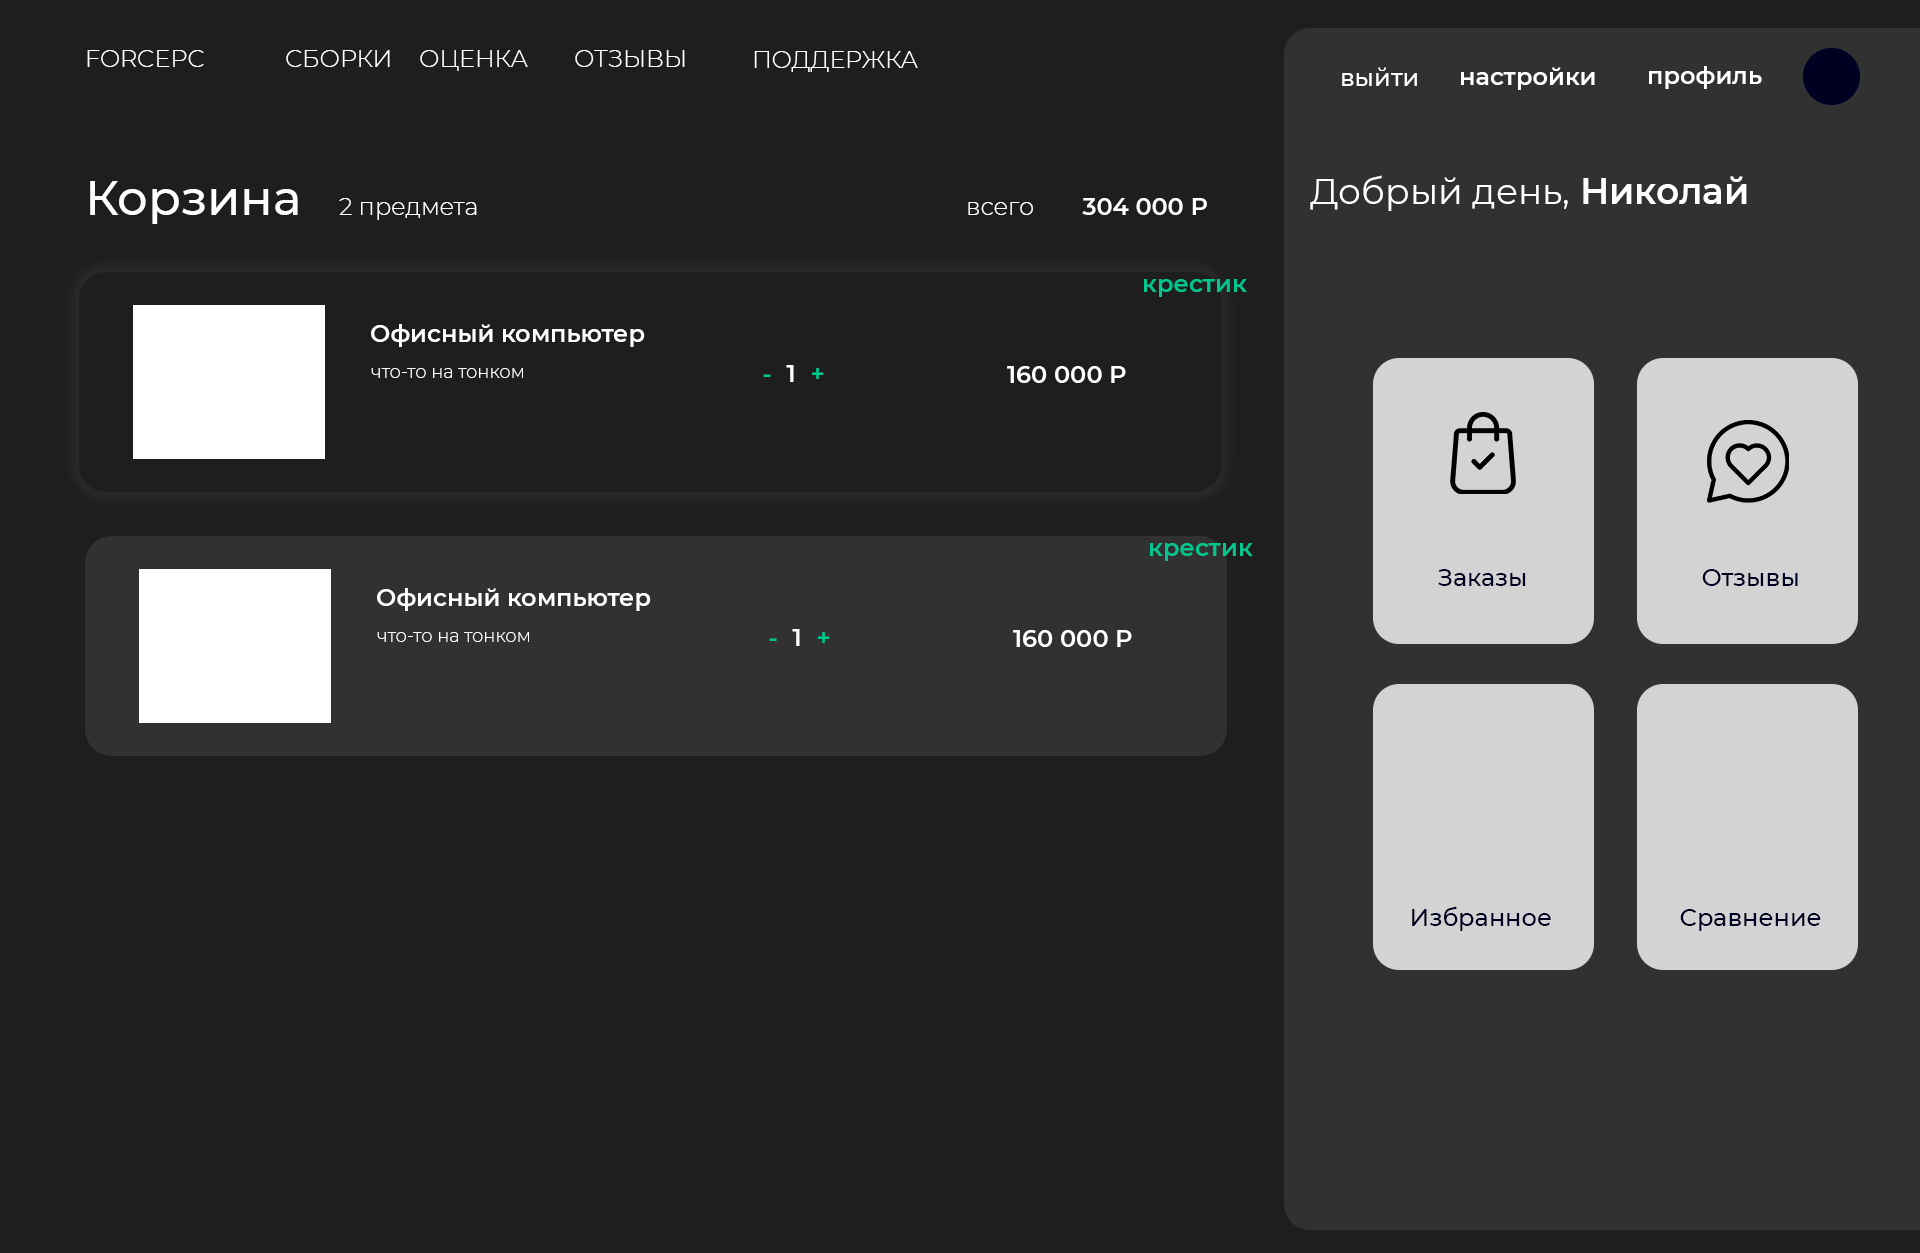 FORCEPC СБОРКИ ОЦЕНКА ОТЗЫВЫ ПОДДЕРЖКА
выйти настройки профиль
Добрый день, Николай
Корзина 2 предмета всего 304 000 Р
крестик
Офисный компьютер
что-то на тонком - 1 + 160 000 Р
крестик
Офисный компьютер
что-то на тонком - 1 + 160 000 Р
Заказы Отзывы
Избранное Сравнение